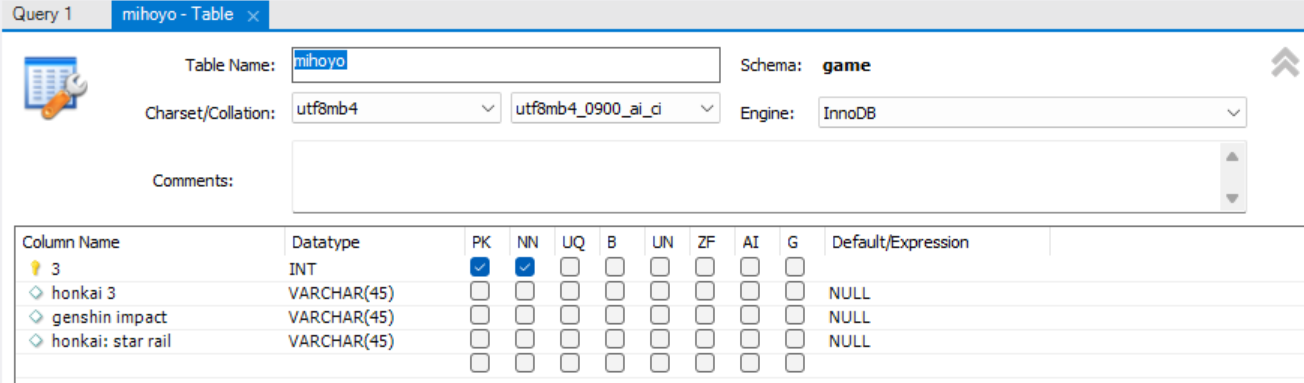 Query 1 mihoyo - Table ×
Table Name: mihoyo Schema: game
Charset/Collation: utf8mb4 utf8mb4_0900_ai_ci Engine: InnoDB
Comments:
Column Name Datatype PK NN UQ B UN ZF AI G Default/Expression
3 INT
honkai 3 VARCHAR(45) NULL
genshin impact VARCHAR(45) NULL
honkai: star rail VARCHAR(45) NULL